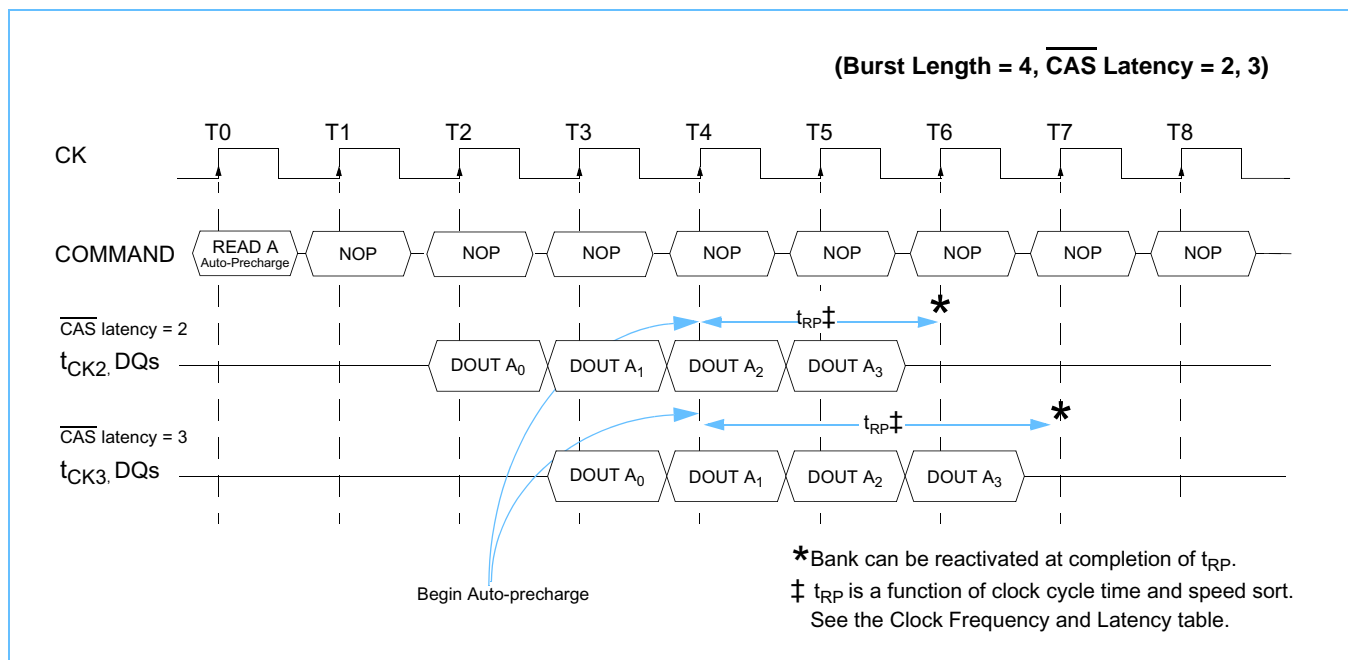 (Burst Length = 4, CAS Latency = 2, 3)
T0 T1 T2 T3 T4 T5 T6 T7 T8
CK
COMMAND
READ A
Auto-Precharge
NOP NOP NOP NOP NOP NOP NOP NOP
CAS latency = 2
tRP‡
*
tCK2, DQs
DOUT A0 DOUT A1 DOUT A2 DOUT A3
CAS latency = 3
tRP‡
*
tCK3, DQs
DOUT A0 DOUT A1 DOUT A2 DOUT A3
Begin Auto-precharge
*Bank can be reactivated at completion of tRP.
‡ tRP is a function of clock cycle time and speed sort.
See the Clock Frequency and Latency table.